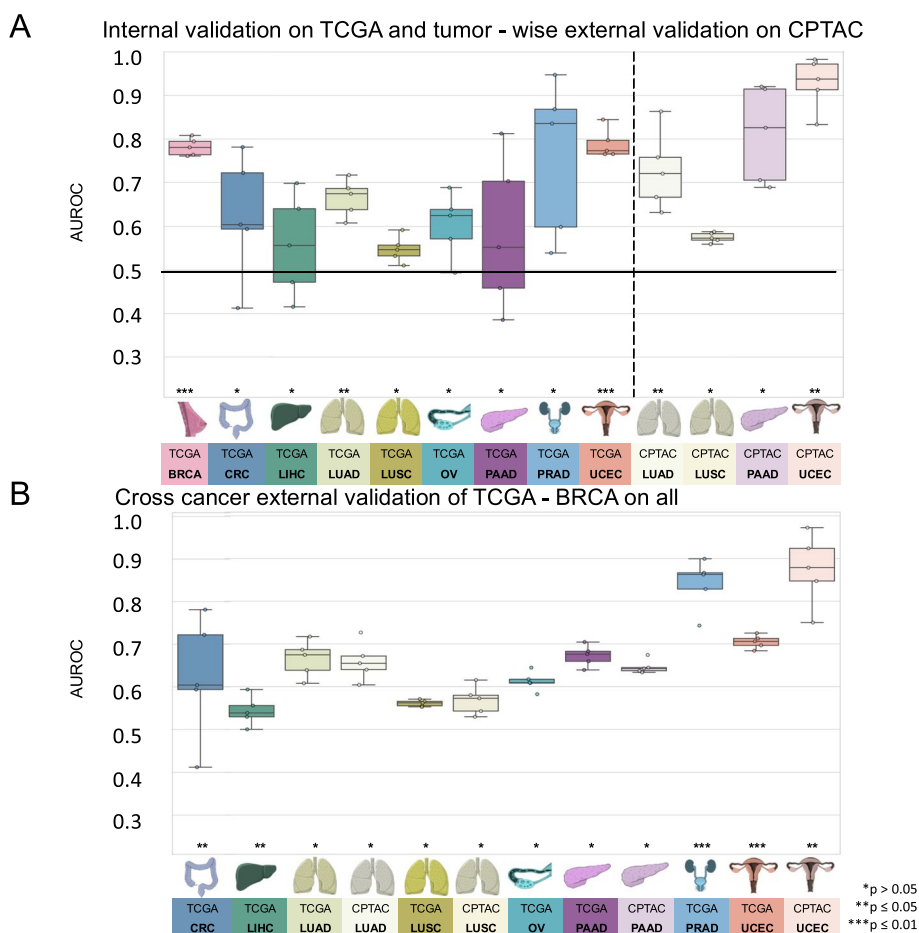 A
Internal validation on TCGA and tumor - wise external validation on CPTAC
1.0
0.9
0.8
0.7
0.6
0.5
0.4
0.3
AUROC
*** * * ** * * * * *** ** * * **
TCGA TCGA TCGA TCGA TCGA TCGA TCGA TCGA TCGA CPTAC CPTAC CPTAC CPTAC
BRCA CRC LIHC LUAD LUSC OV PAAD PRAD UCEC LUAD LUSC PAAD UCEC
B
Cross cancer external validation of TCGA - BRCA on all
1.0
0.9
0.8
0.7
0.6
0.5
0.4
0.3
AUROC
** ** * * * * * * * *** *** **
TCGA TCGA TCGA CPTAC TCGA CPTAC TCGA TCGA CPTAC TCGA TCGA CPTAC
CRC LIHC LUAD LUAD LUSC LUSC OV PAAD PAAD PRAD UCEC UCEC
*p > 0.05
**p ≤ 0.05
***p ≤ 0.01